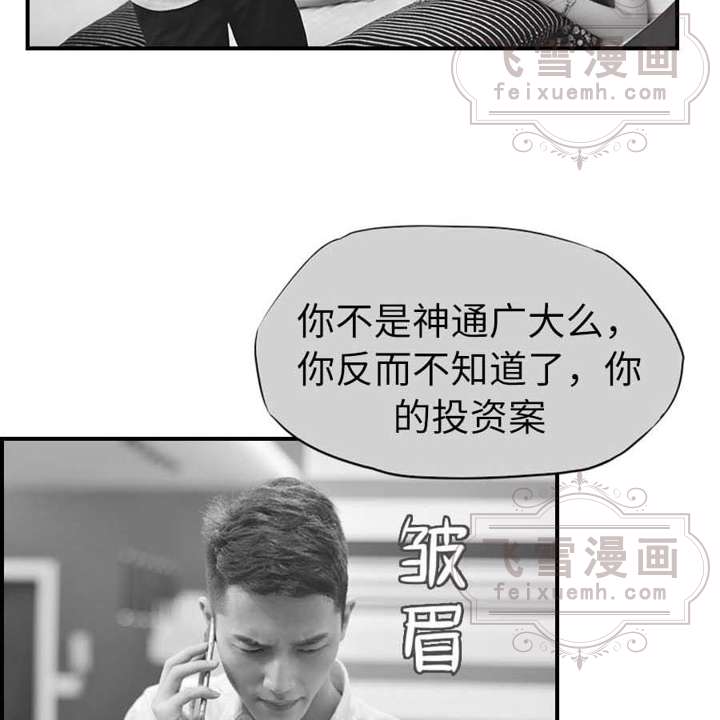 飞雪漫画
feixuemh.com
你不是神通广大么，
你反而不知道了，你
的投资案
皱
眉
飞雪漫画
feixuemh.com